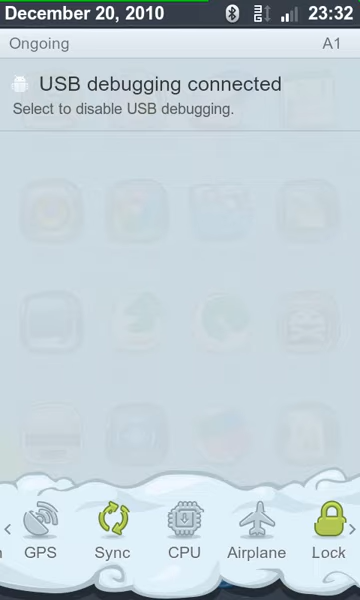 December 20, 2010 23:32
Ongoing A1
USB debugging connected
Select to disable USB debugging.
GPS Sync CPU Airplane Lock